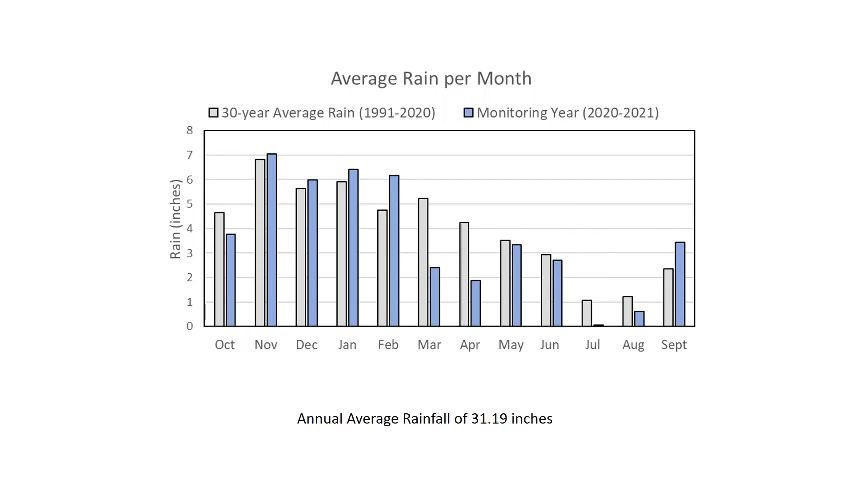 Average Rain per Month
30-year Average Rain (1991-2020) Monitoring Year (2020-2021)
8
7
6
5
4
3
2
1
0
Rain (inches)
Oct Nov Dec Jan Feb Mar Apr May Jun Jul Aug Sept
Annual Average Rainfall of 31.19 inches